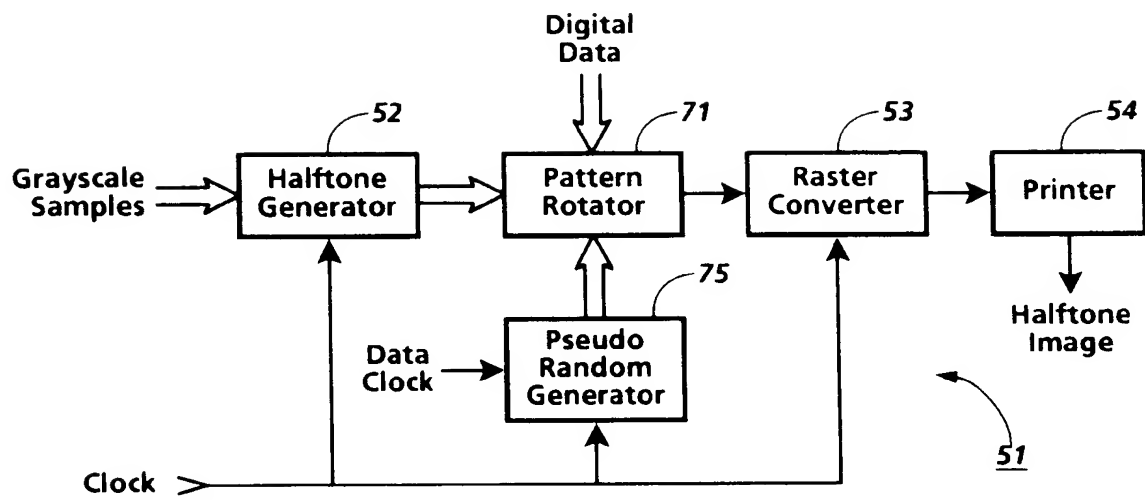 Digital
Data
52
71
53
54
Grayscale
Samples
Halftone
Generator
Pattern
Rotator
Raster
Converter
Printer
75
Data
Clock
Pseudo
Random
Generator
Halftone
Image
51
Clock